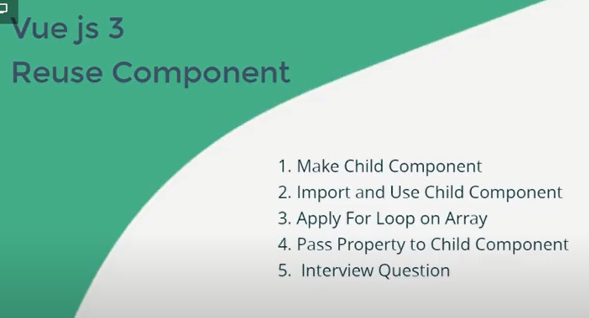 Vue js 3
Reuse Component
1. Make Child Component
2. Import and Use Child Component
3. Apply For Loop on Array
4. Pass Property to Child Component
5. Interview Question